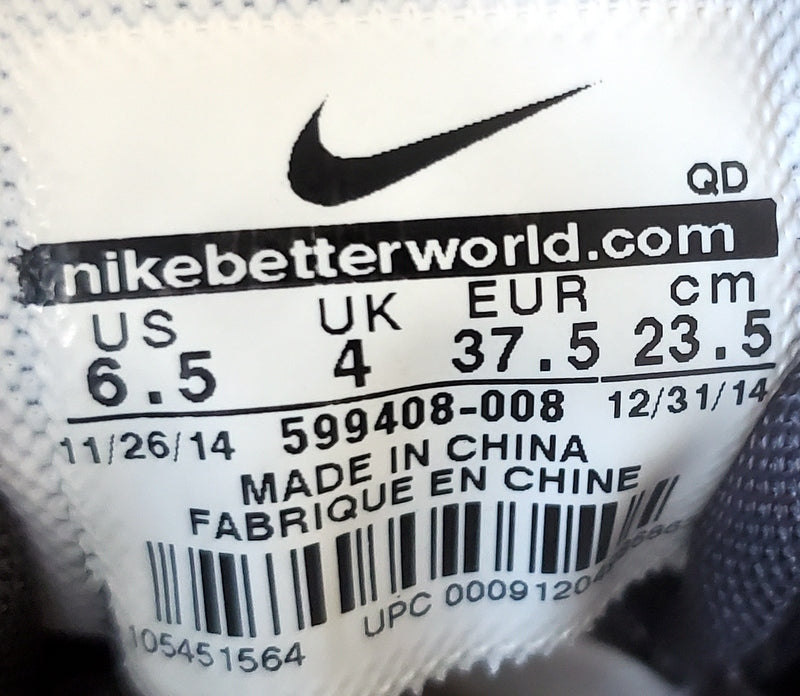 QD
nikebetterworld.com
US UK EUR cm
6.5 4 37.5 23.5
11/26/14 599408-008 12/31/14
MADE IN CHINA
FABRIQUE EN CHINE
UPC
105451564